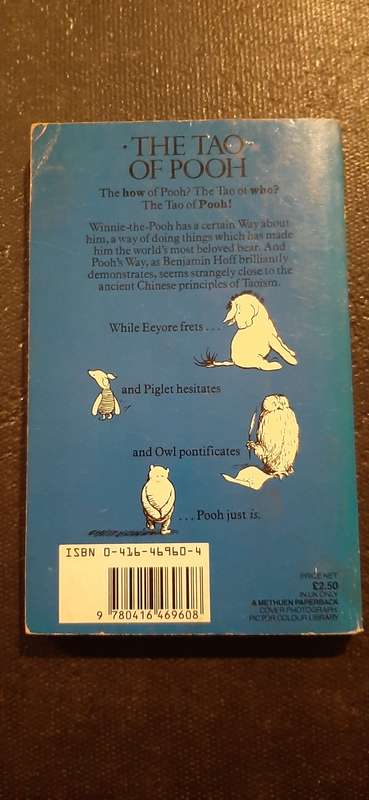 · THE TAO ·
OF POOH
The how of Pooh? The Tao of who?
The Tao of Pooh!
Winnie-the-Pooh has a certain Way about
him, a way of doing things which has made
him the world's most beloved bear. And
Pooh's Way, as Benjamin Hoff brilliantly
demonstrates, seems strangely close to the
ancient Chinese principles of Taoism.
While Eeyore frets . . .
and Piglet hesitates
and Owl pontificates
. . . Pooh just is.
ISBN 0-416-46960-4
9 780416 469608
PRICE NET
£2.50
IN UK ONLY
A METHUEN PAPERBACK
COVER PHOTOGRAPH:
PICTOR COLOUR LIBRARY